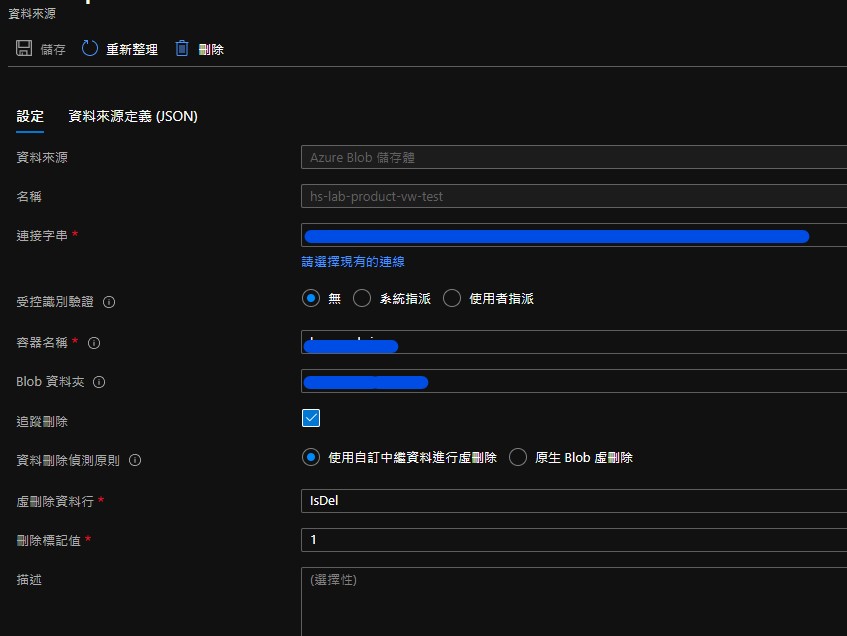 資料來源
儲存 重新整理 刪除
設定 資料來源定義 (JSON)
資料來源 Azure Blob 儲存體
名稱 hs-lab-product-vw-test
連接字串 *
請選擇現有的連線
受控識別驗證 無 系統指派 使用者指派
容器名稱 *
Blob 資料夾
追蹤刪除
資料刪除偵測原則 使用自訂中繼資料進行虛刪除 原生 Blob 虛刪除
虛刪除資料行 * IsDel
刪除標記值 * 1
描述 (選擇性)